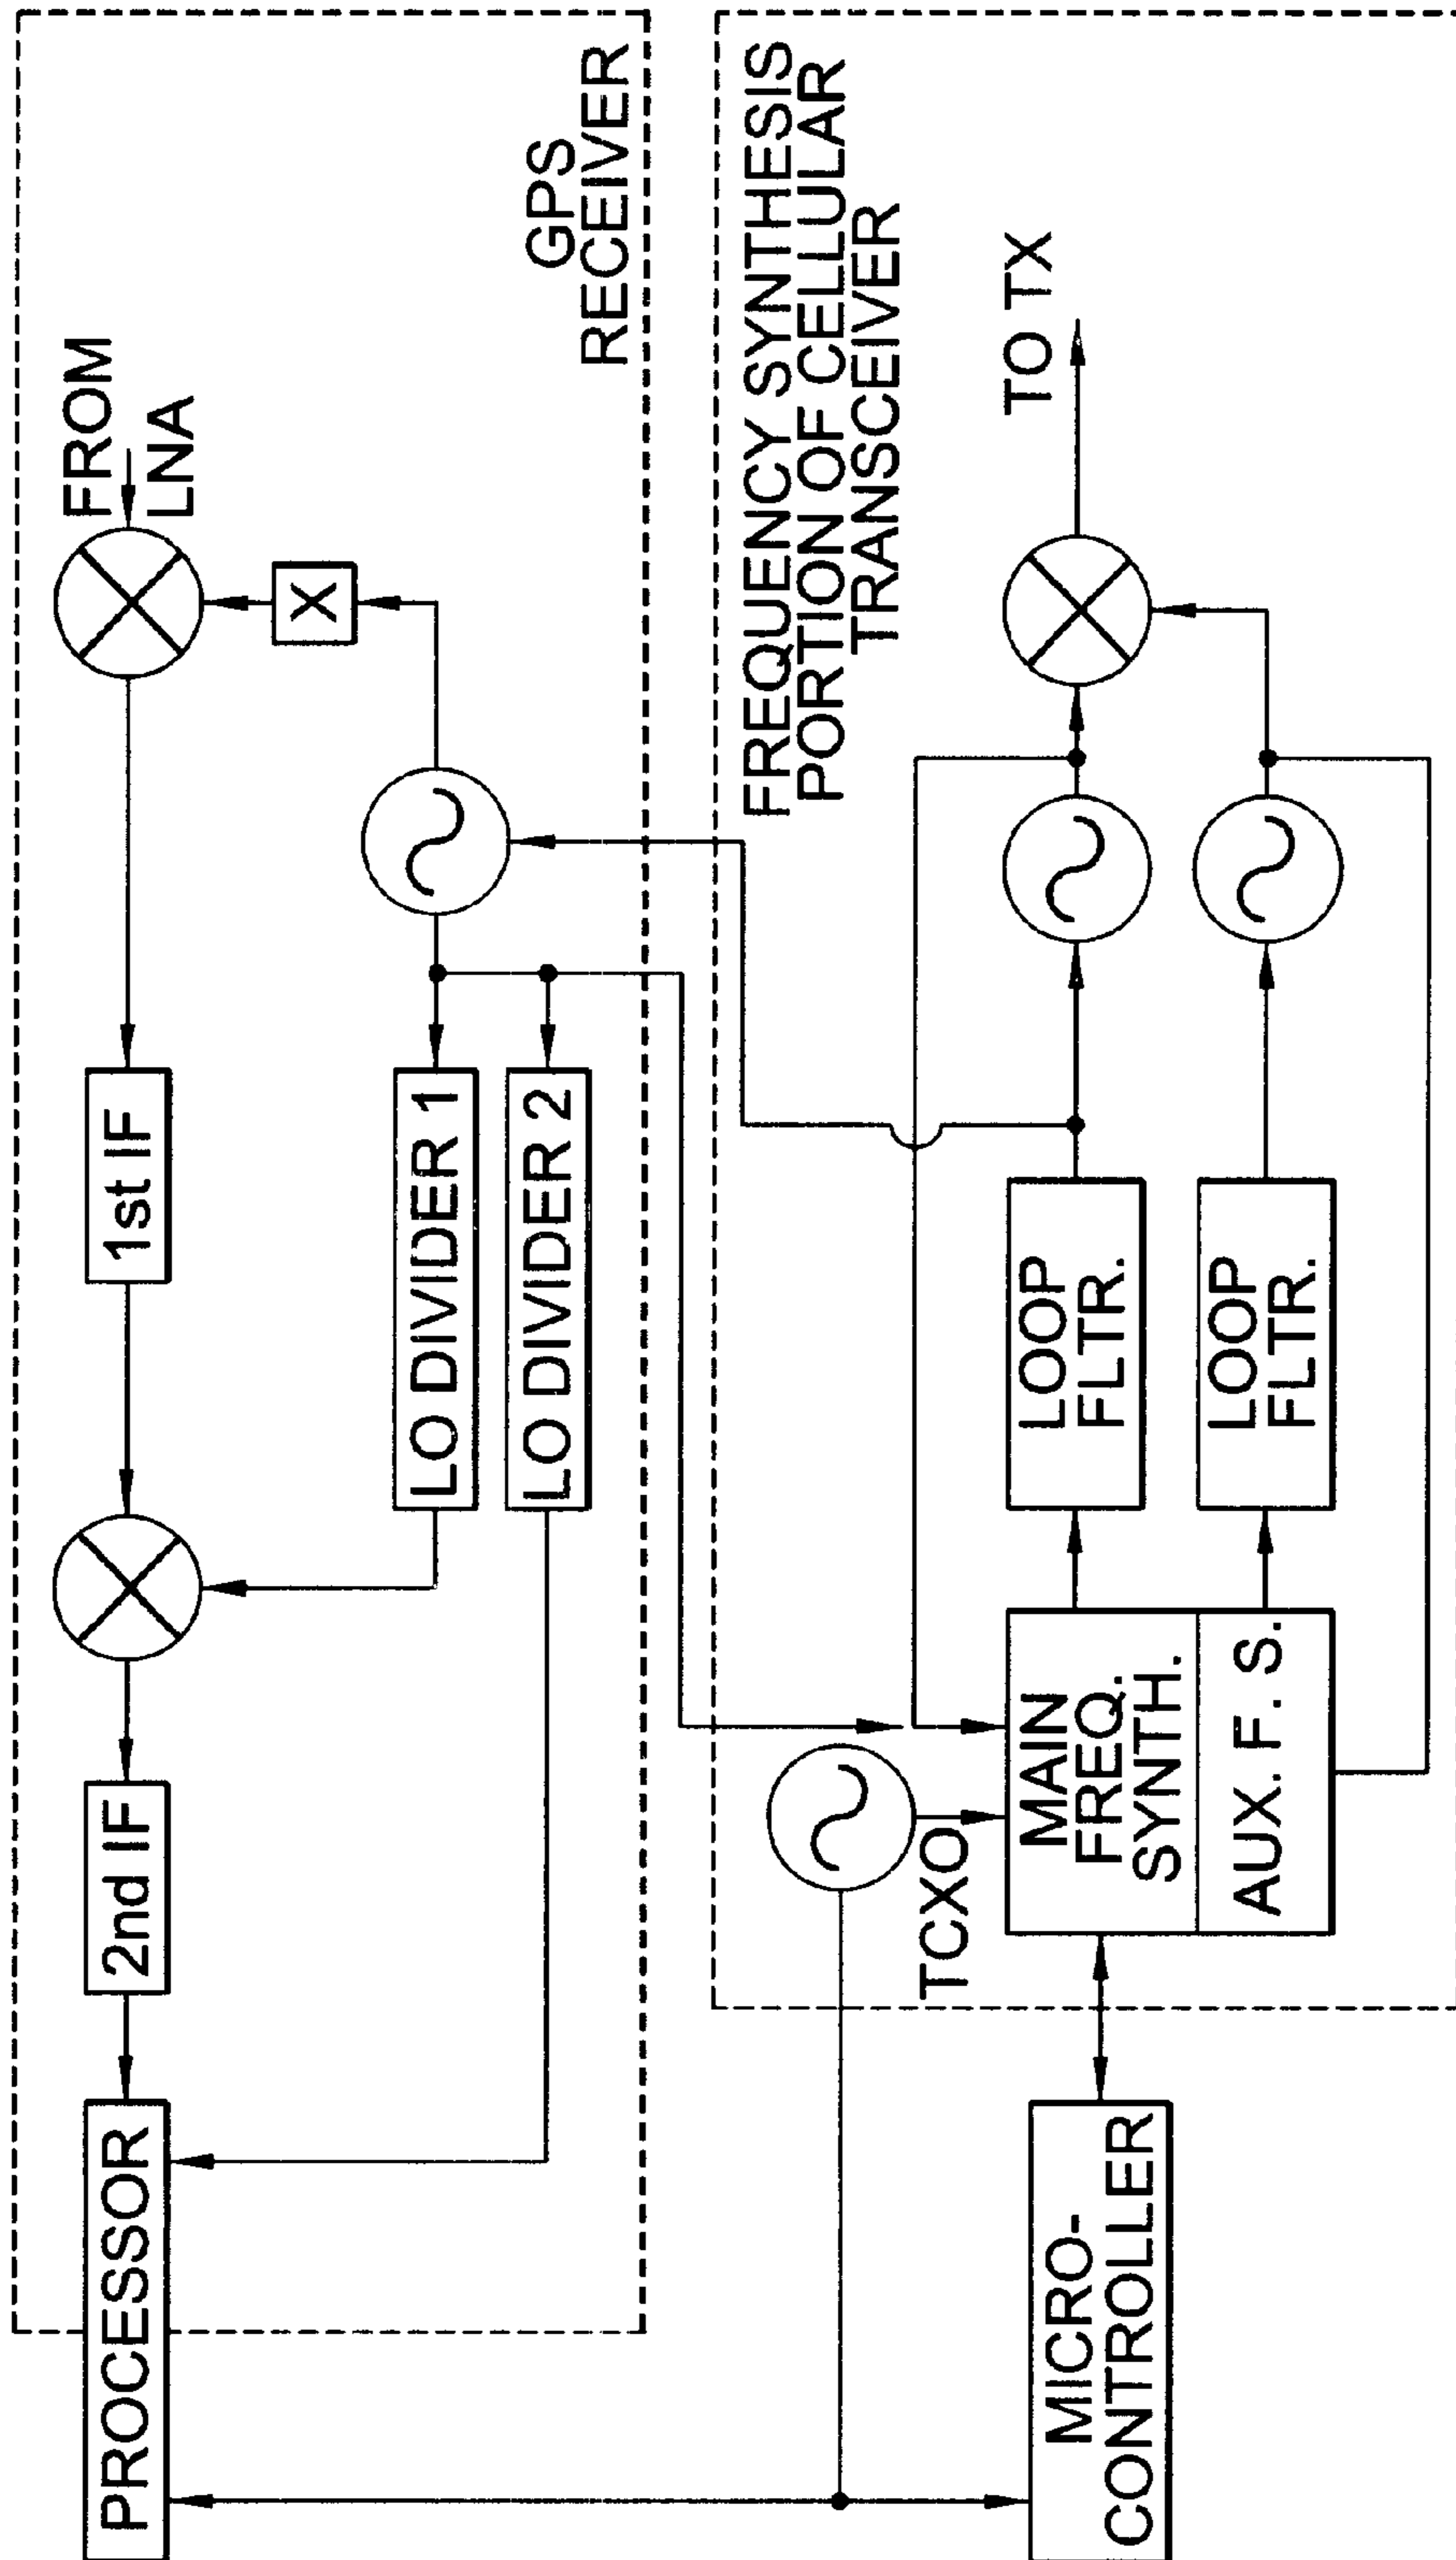 GPS
RECEIVER
FROM
LNA
X
1st IF
LO DIVIDER 1
LO DIVIDER 2
2nd IF
PROCESSOR
FREQUENCY SYNTHESIS
PORTION OF CELLULAR
TRANSCEIVER
TO TX
LOOP
FLTR.
LOOP
FLTR.
TCXO
MAIN
FREQ.
SYNTH.
AUX. F. S.
MICRO-
CONTROLLER